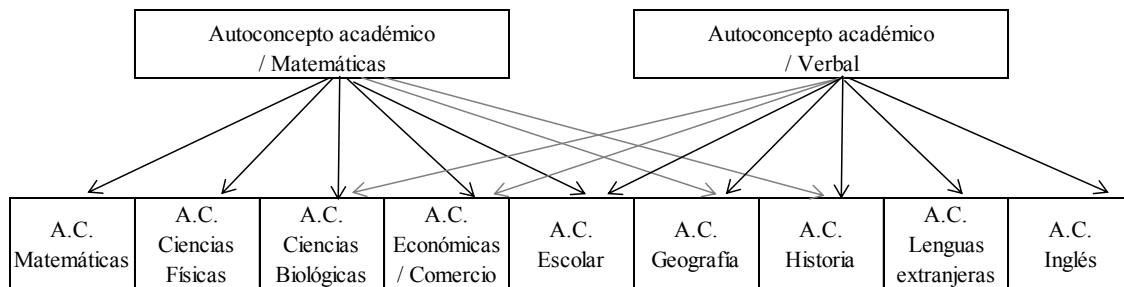 Autoconcepto académico
/ Matemáticas
Autoconcepto académico
/ Verbal
A.C.
Matemáticas
A.C.
Ciencias
Físicas
A.C.
Ciencias
Biológicas
A.C.
Económicas
/ Comercio
A.C.
Escolar
A.C.
Geografía
A.C.
Historia
A.C.
Lenguas
extranjeras
A.C.
Inglés